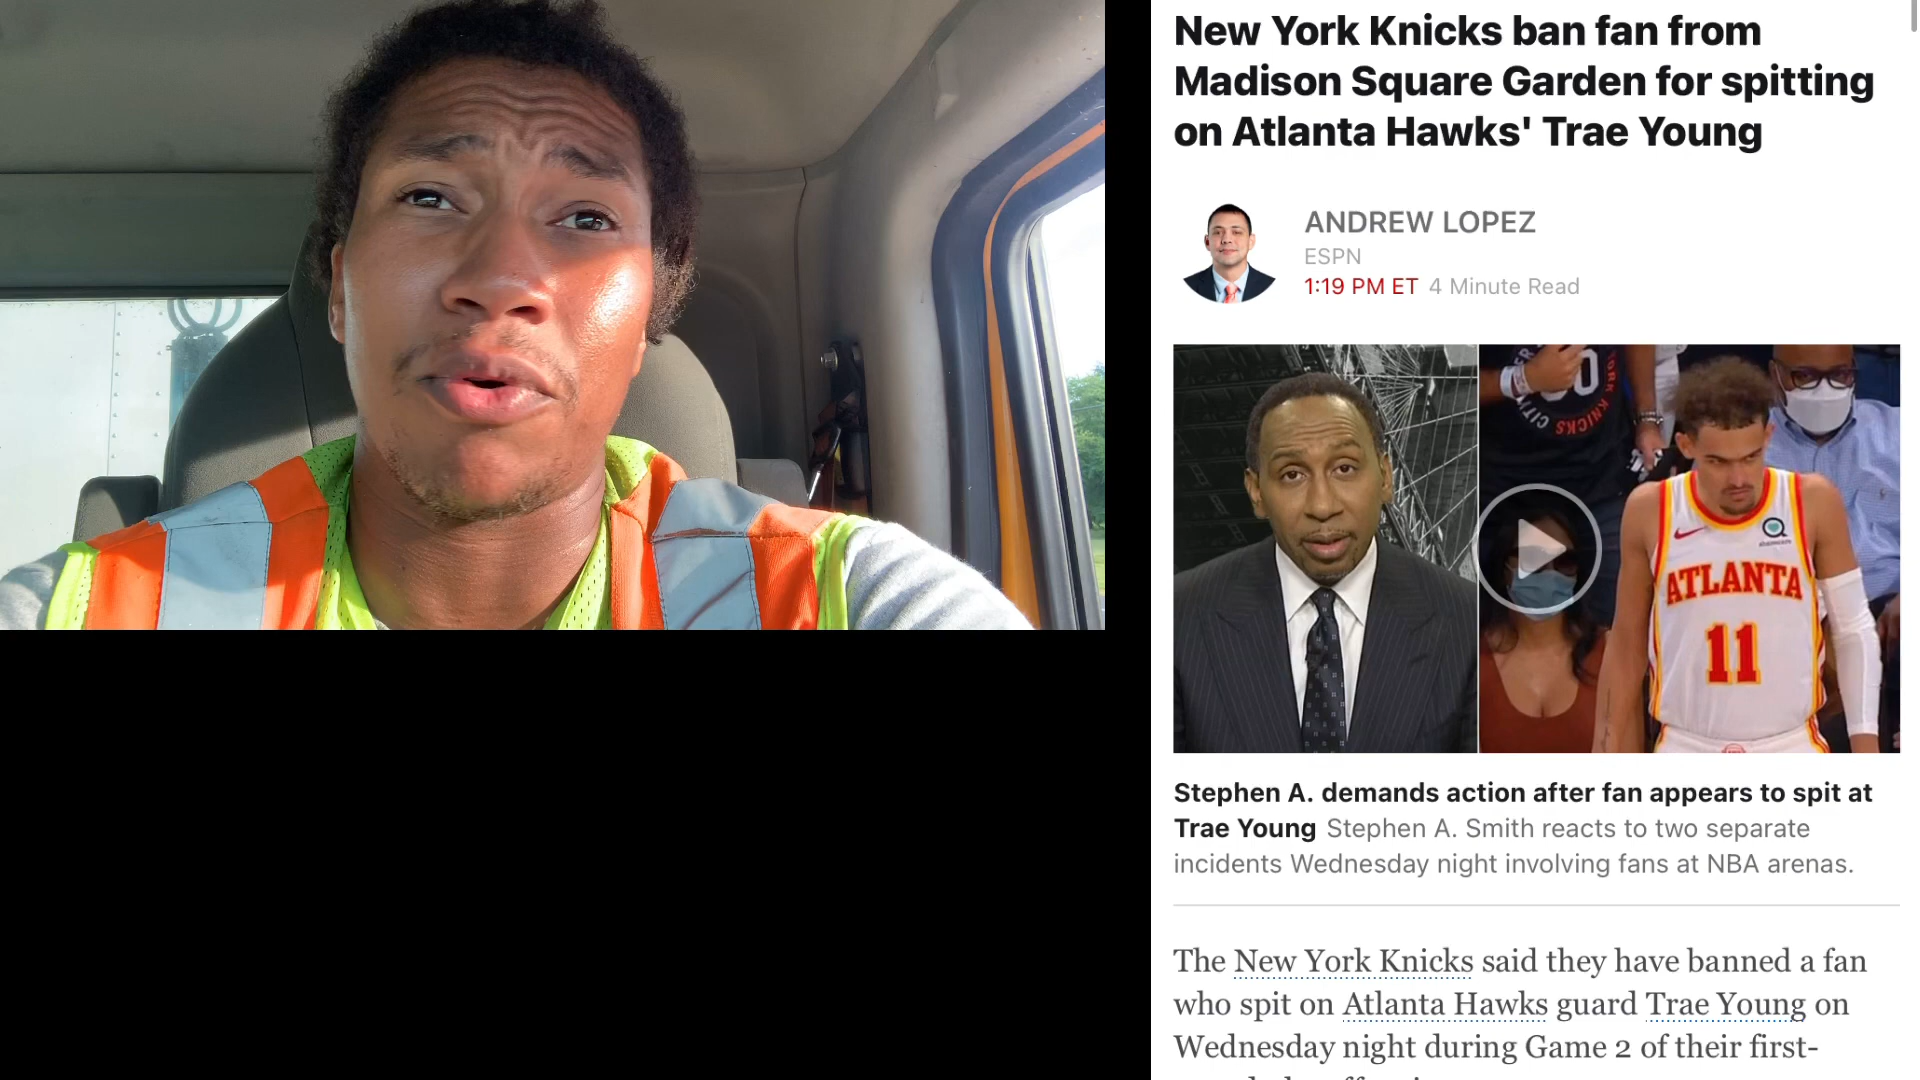 New York Knicks ban fan from
Madison Square Garden for spitting
on Atlanta Hawks' Trae Young
ANDREW LOPEZ
ESPN
1:19 PM ET 4 Minute Read
ATLANTA
11
Stephen A. demands action after fan appears to spit at
Trae Young Stephen A. Smith reacts to two separate
incidents Wednesday night involving fans at NBA arenas.
The New York Knicks said they have banned a fan
who spit on Atlanta Hawks guard Trae Young on
Wednesday night during Game 2 of their first-